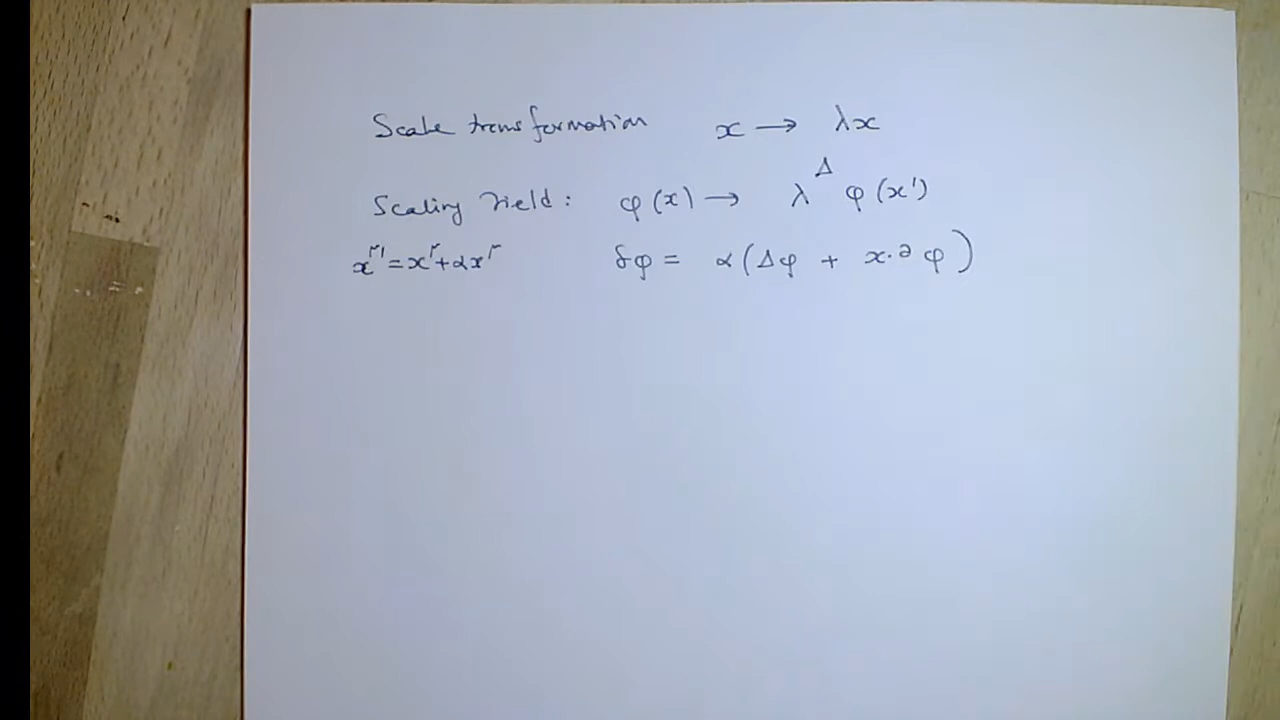 Scale transformation x → λx
Scaling field : φ(x) → λ^Δ φ(x')
x^μ' = x^μ + αx^μ δφ = α(Δφ + x·∂φ)